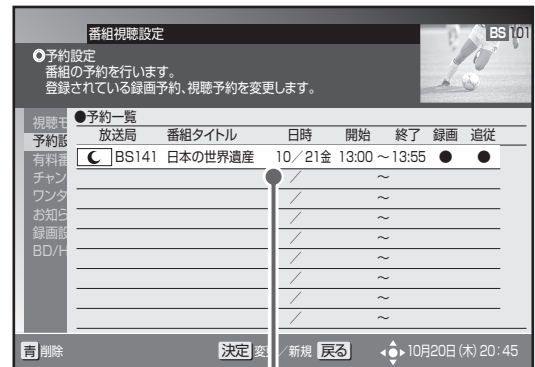 番組視聴設定
BS 101
予約設定
番組の予約を行います。
登録されている録画予約、視聴予約を変更します。
視聴モ
予約設
有料番
チャン
ワンタ
お知ら
録画設
BD/H
●予約一覧
放送局 番組タイトル 日時 開始 終了 録画 追従
BS141 日本の世界遺産 10/21金 13:00~13:55 ● ●
/ ~
/ ~
/ ~
/ ~
/ ~
/ ~
/ ~
青 削除 決定 変 /新規 戻る 10月20日(木) 20:45